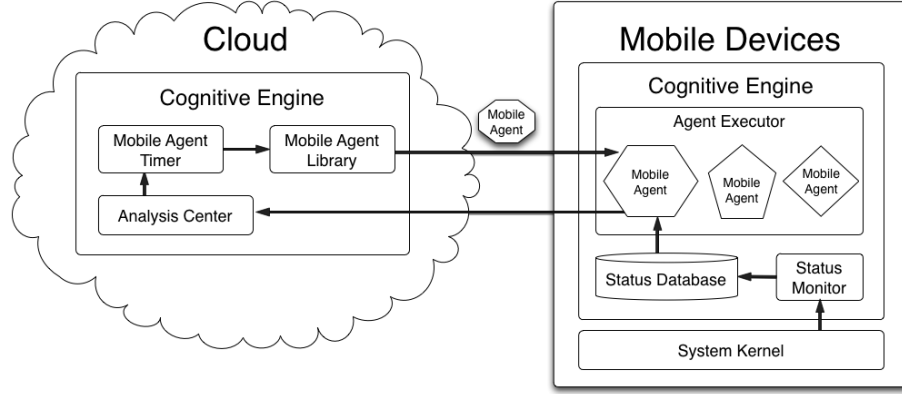 Cloud
Cognitive Engine
Mobile Agent
Timer
Mobile Agent
Library
Analysis Center
Mobile
Agent
Mobile Devices
Cognitive Engine
Agent Executor
Mobile
Agent
Mobile
Agent
Mobile
Agent
Status Database
Status
Monitor
System Kernel